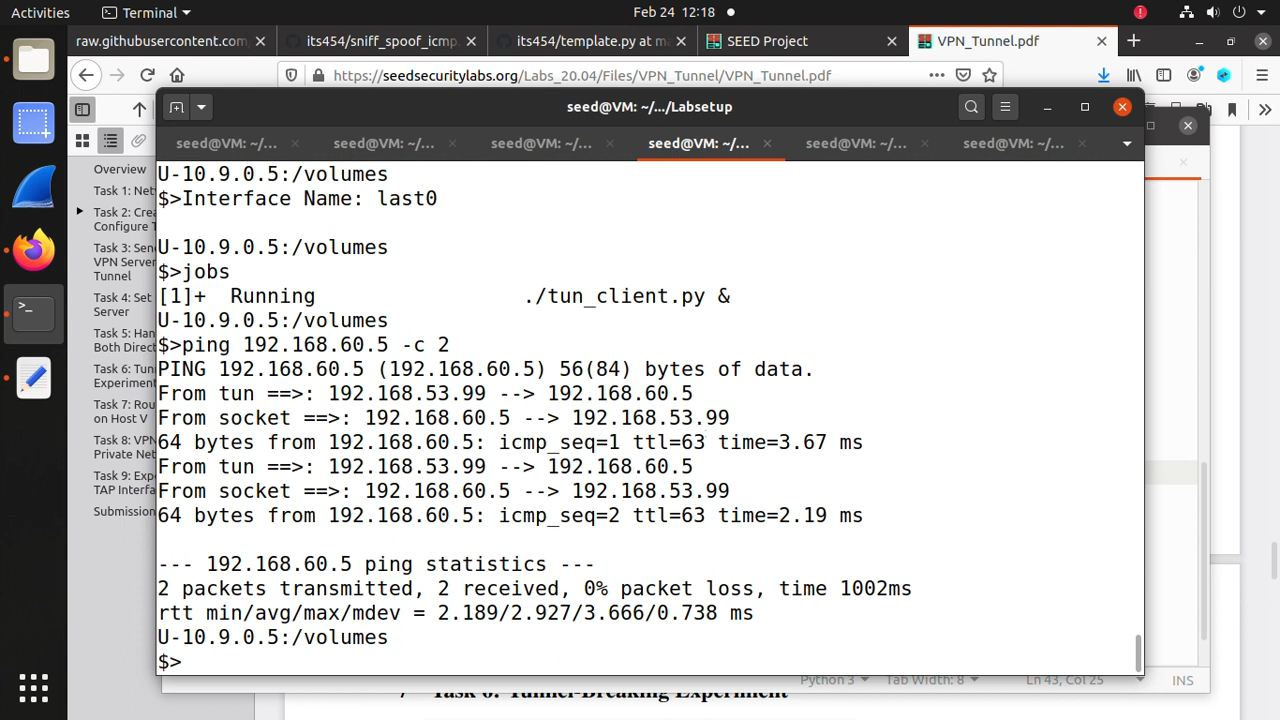 Activities
Terminal
Feb 24 12:18
raw.githubusercontent.com
its454/sniff_spoof_icmp.
its454/template.py at ma
SEED Project
VPN_Tunnel.pdf
https://seedsecuritylabs.org/Labs_20.04/Files/VPN_Tunnel/VPN_Tunnel.pdf
seed@VM: ~/.../Labsetup
seed@VM: ~/...
seed@VM: ~/...
seed@VM: ~/...
seed@VM: ~/...
seed@VM: ~/...
seed@VM: ~/...
Overview
Task 1: Net
Task 2: Crea
Configure T
Task 3: Sen
VPN Server
Tunnel
Task 4: Set
Server
Task 5: Han
Both Direct
Task 6: Tun
Experiment
Task 7: Rou
on Host V
Task 8: VPN
Private Net
Task 9: Exp
TAP Interfa
Submission
U-10.9.0.5:/volumes
$>Interface Name: last0
U-10.9.0.5:/volumes
$>jobs
[1]+  Running                 ./tun_client.py &
U-10.9.0.5:/volumes
$>ping 192.168.60.5 -c 2
PING 192.168.60.5 (192.168.60.5) 56(84) bytes of data.
From tun ==>: 192.168.53.99 --> 192.168.60.5
From socket ==>: 192.168.60.5 --> 192.168.53.99
64 bytes from 192.168.60.5: icmp_seq=1 ttl=63 time=3.67 ms
From tun ==>: 192.168.53.99 --> 192.168.60.5
From socket ==>: 192.168.60.5 --> 192.168.53.99
64 bytes from 192.168.60.5: icmp_seq=2 ttl=63 time=2.19 ms
--- 192.168.60.5 ping statistics ---
2 packets transmitted, 2 received, 0% packet loss, time 1002ms
rtt min/avg/max/mdev = 2.189/2.927/3.666/0.738 ms
U-10.9.0.5:/volumes
$>
Python 3
Tab Width: 8
Ln 43, Col 25
INS
7 Task 6: Tunnel-Breaking Experiment